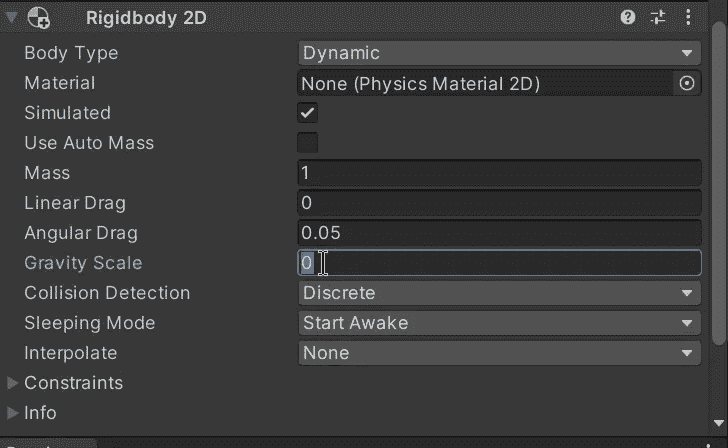 Rigidbody 2D
Body Type Dynamic
Material None (Physics Material 2D)
Simulated
Use Auto Mass
Mass 1
Linear Drag 0
Angular Drag 0.05
Gravity Scale 0
Collision Detection Discrete
Sleeping Mode Start Awake
Interpolate None
Constraints
Info